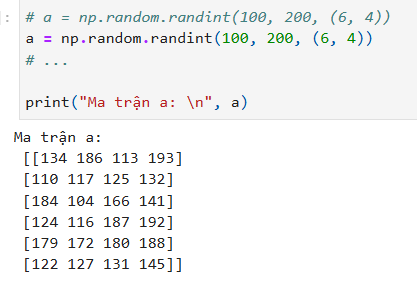 ]:
# a = np.random.randint(100, 200, (6, 4))
a = np.random.randint(100, 200, (6, 4))
# ...
print("Ma trận a: \n", a)
Ma trận a:
[[134 186 113 193]
[110 117 125 132]
[184 104 166 141]
[124 116 187 192]
[179 172 180 188]
[122 127 131 145]]